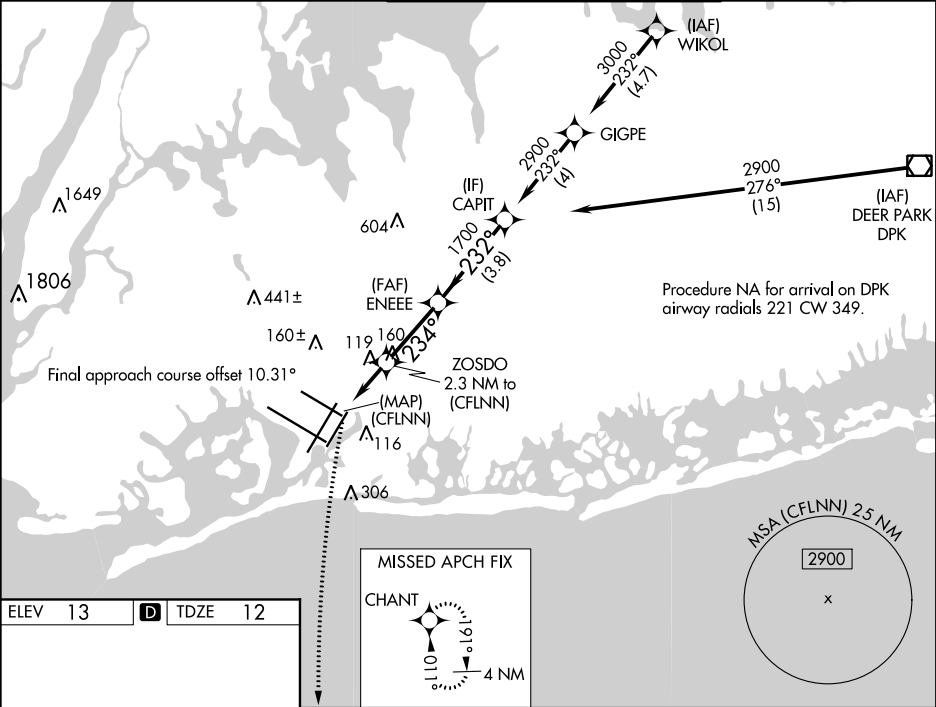 (IAF)
WIKOL
3000
232°
(4.7)
GIGPE
2900
232°
(4)
2900
276°
(15)
(IAF)
DEER PARK
DPK
1649
604
(IF)
CAPIT
1700
232°
(3.8)
1806
441±
(FAF)
ENEEE
Procedure NA for arrival on DPK
airway radials 221 CW 349.
160±
119
160
234°
ZOSDO
2.3 NM to
(CFLNN)
Final approach course offset 10.31°
(MAP)
(CFLNN)
116
306
MSA (CFLNN) 25 NM
2900
x
MISSED APCH FIX
CHANT
191°
011°
4 NM
ELEV 13 D TDZE 12